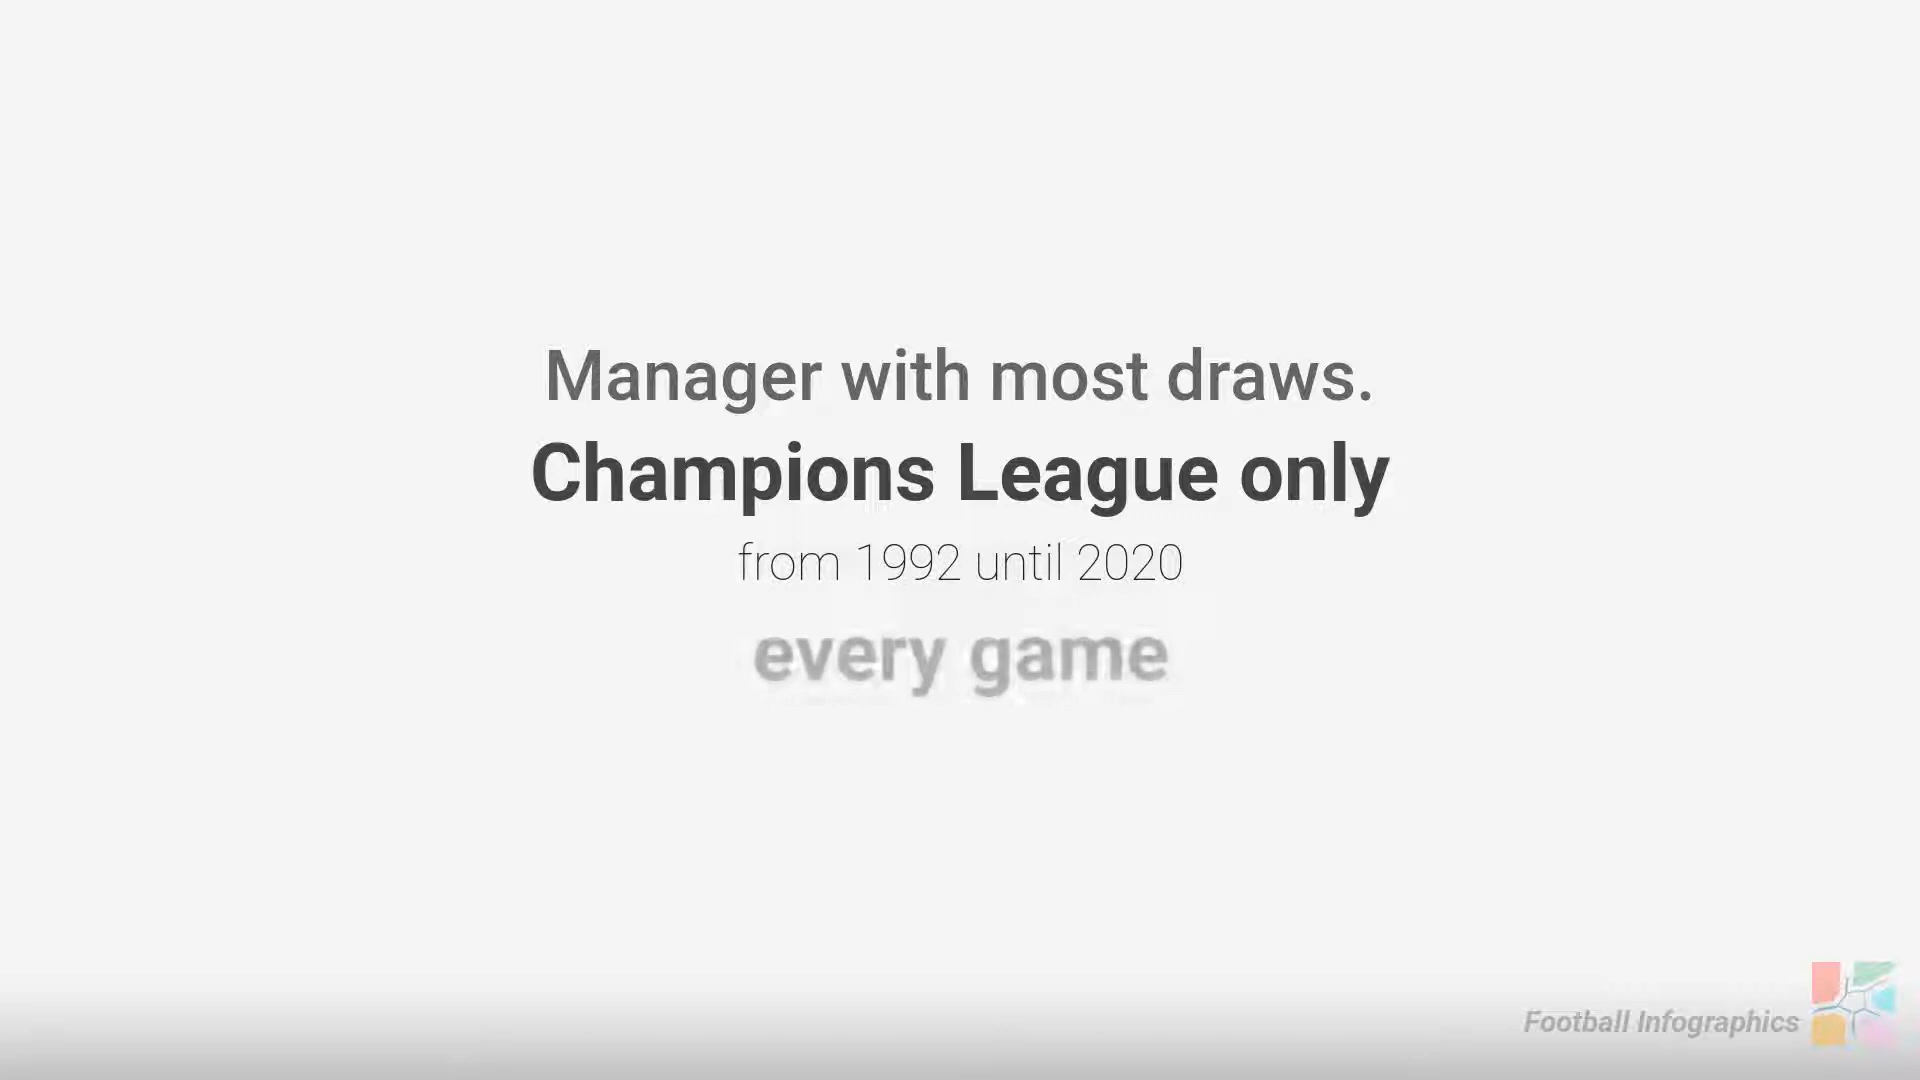 Manager with most draws.
Champions League only
from 1992 until 2020
every game
Football Infographics